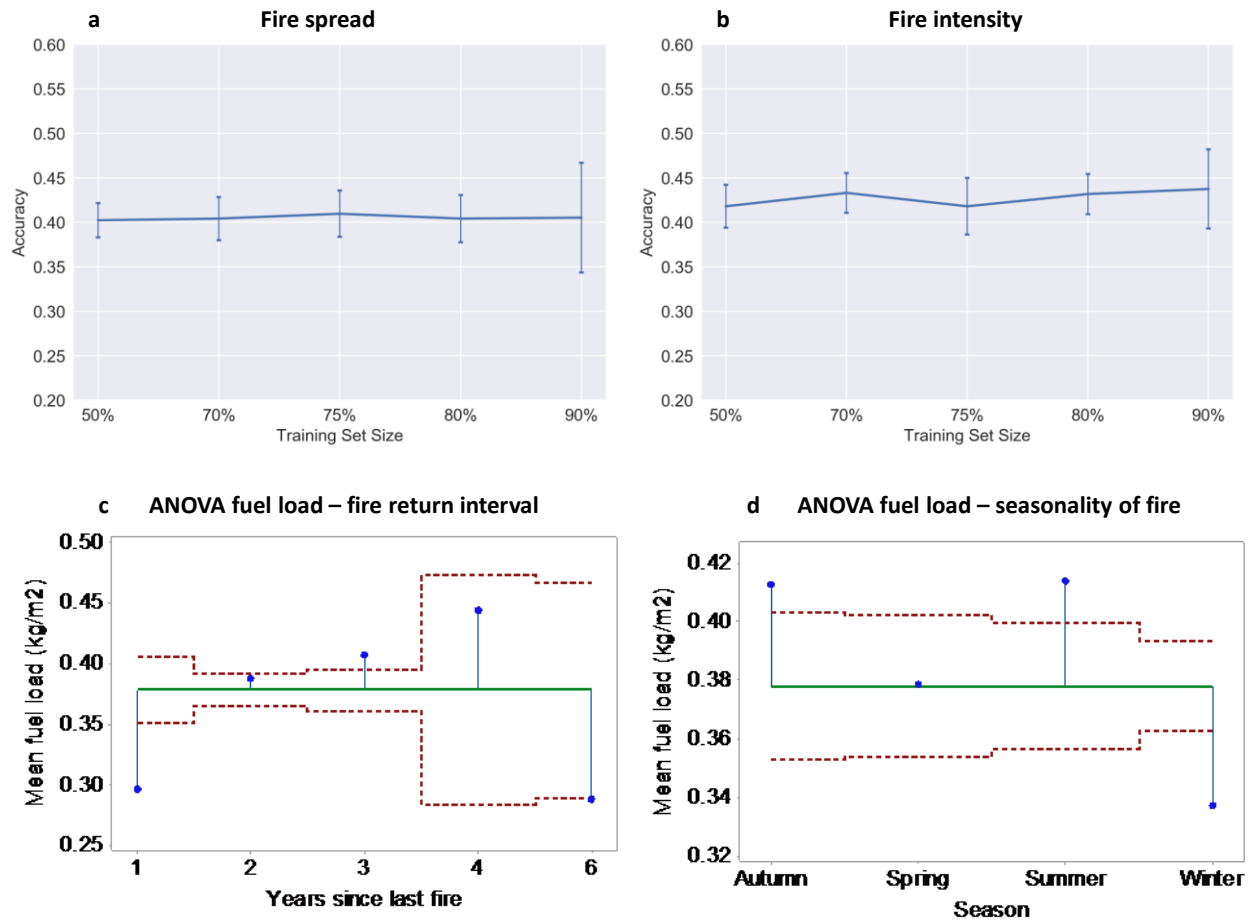 a Fire spread
0.60
0.55
0.50
0.45
0.40
0.35
0.30
0.25
0.20
Accuracy
50% 70% 75% 80% 90%
Training Set Size
b Fire intensity
0.60
0.55
0.50
0.45
0.40
0.35
0.30
0.25
0.20
Accuracy
50% 70% 75% 80% 90%
Training Set Size
c ANOVA fuel load – fire return interval
0.50
0.45
0.40
0.35
0.30
0.25
Mean fuel load (kg/m2)
1 2 3 4 6
Years since last fire
d ANOVA fuel load – seasonality of fire
0.42
0.40
0.38
0.36
0.34
0.32
Mean fuel load (kg/m2)
Autumn Spring Summer Winter
Season